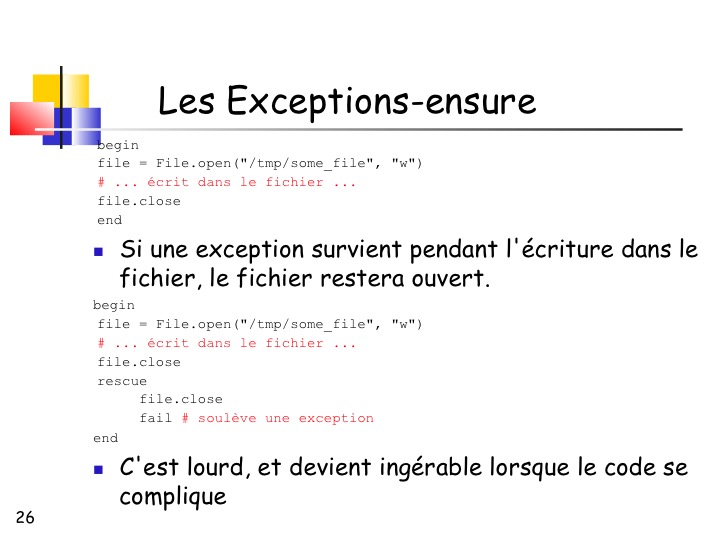 Les Exceptions-ensure
begin
file = File.open("/tmp/some_file", "w")
# ... écrit dans le fichier ...
file.close
end
Si une exception survient pendant l'écriture dans le
fichier, le fichier restera ouvert.
begin
file = File.open("/tmp/some_file", "w")
# ... écrit dans le fichier ...
file.close
rescue
file.close
fail # soulève une exception
end
C'est lourd, et devient ingérable lorsque le code se
complique
26